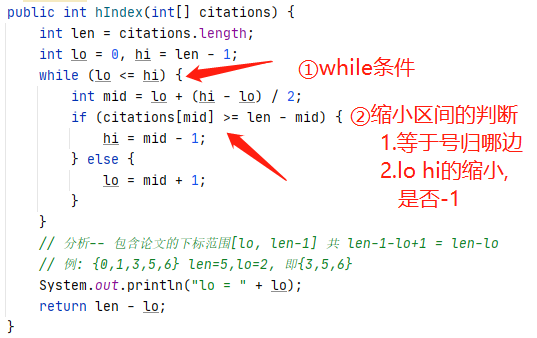 public int hIndex(int[] citations) {
int len = citations.length;
int lo = 0, hi = len - 1;
while (lo <= hi) {
①while条件
int mid = lo + (hi - lo) / 2;
if (citations[mid] >= len - mid) {
②缩小区间的判断
hi = mid - 1;
1.等于号归哪边
} else {
2.lo hi的缩小,
lo = mid + 1;
是否-1
}
}
// 分析-- 包含论文的下标范围[lo, len-1] 共 len-1-lo+1 = len-lo
// 例: {0,1,3,5,6} len=5,lo=2, 即{3,5,6}
System.out.println("lo = " + lo);
return len - lo;
}